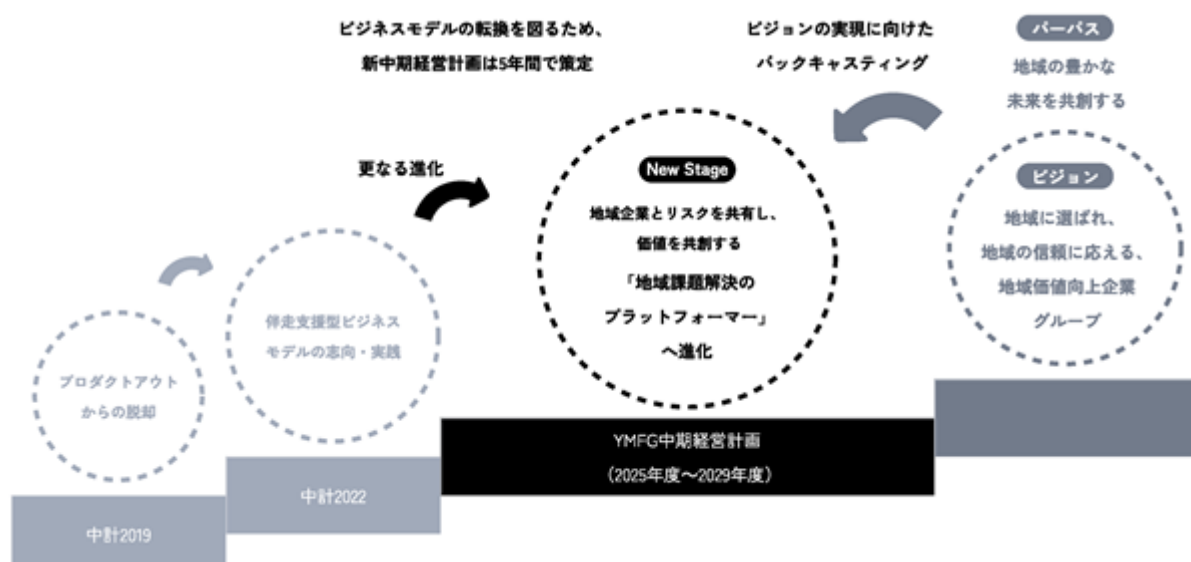 ビジネスモデルの転換を図るため、
新中期経営計画は5年間で策定
ビジョンの実現に向けた
バックキャスティング
パーパス
地域の豊かな
未来を共創する
更なる進化
New Stage
地域企業とリスクを共有し、
価値を共創する
「地域課題解決の
プラットフォーマー」
へ進化
ビジョン
地域に選ばれ、
地域の信頼に応える、
地域価値向上企業
グループ
伴走支援型ビジネス
モデルの志向・実践
プロダクトアウト
からの脱却
中計2019
中計2022
YMFG中期経営計画
（2025年度～2029年度）